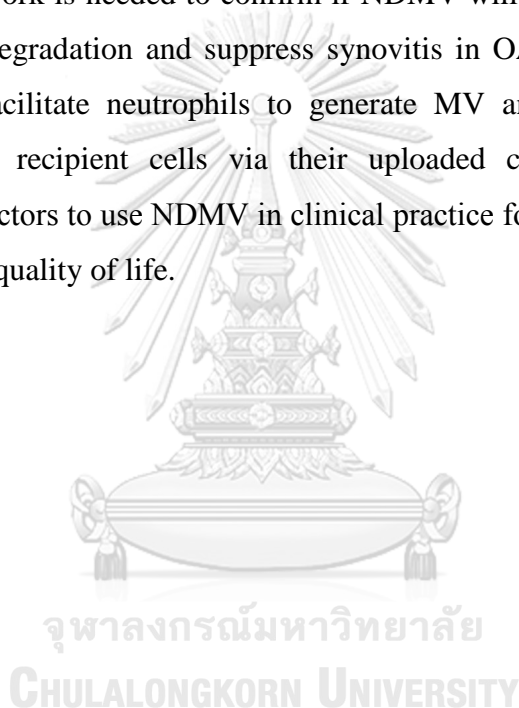 work is needed to confirm if NDMV wil
egradation and suppress synovitis in OA
acilitate neutrophils to generate MV a
recipient cells via their uploaded c
ctors to use NDMV in clinical practice fo
quality of life.
จุฬาลงกรณ์มหาวิทยาลัย
CHULALONGKORN UNIVERSITY